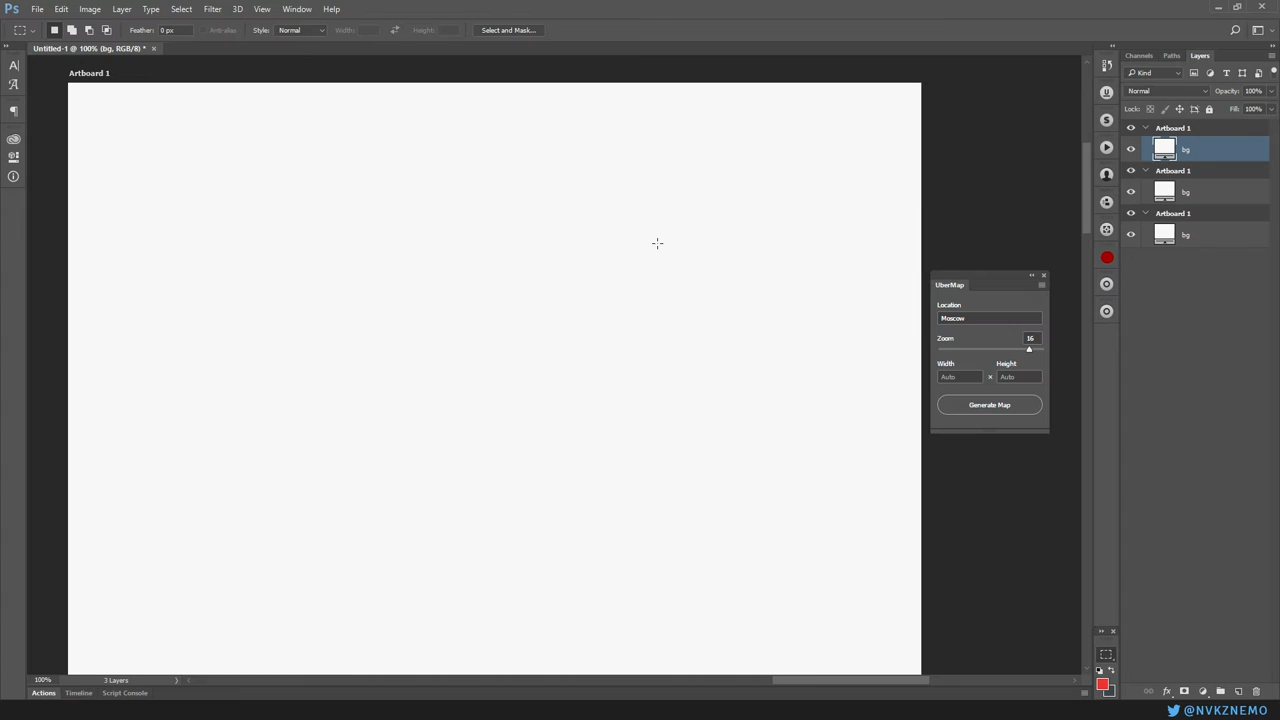 Ps File Edit Image Layer Type Select Filter 3D View Window Help
Feather: 0 px Anti-alias Style: Normal Width: Height: Select and Mask...
Untitled-1 @ 100% (bg, RGB/8) *
Artboard 1
UberMap
Location
Moscow
Zoom 16
Width Height
Auto Auto
Generate Map
Channels Paths Layers
Kind
Normal Opacity: 100%
Lock: Fill: 100%
Artboard 1
bg
Artboard 1
bg
Artboard 1
bg
100% 3 Layers
Actions Timeline Script Console
@NVKZNEMO